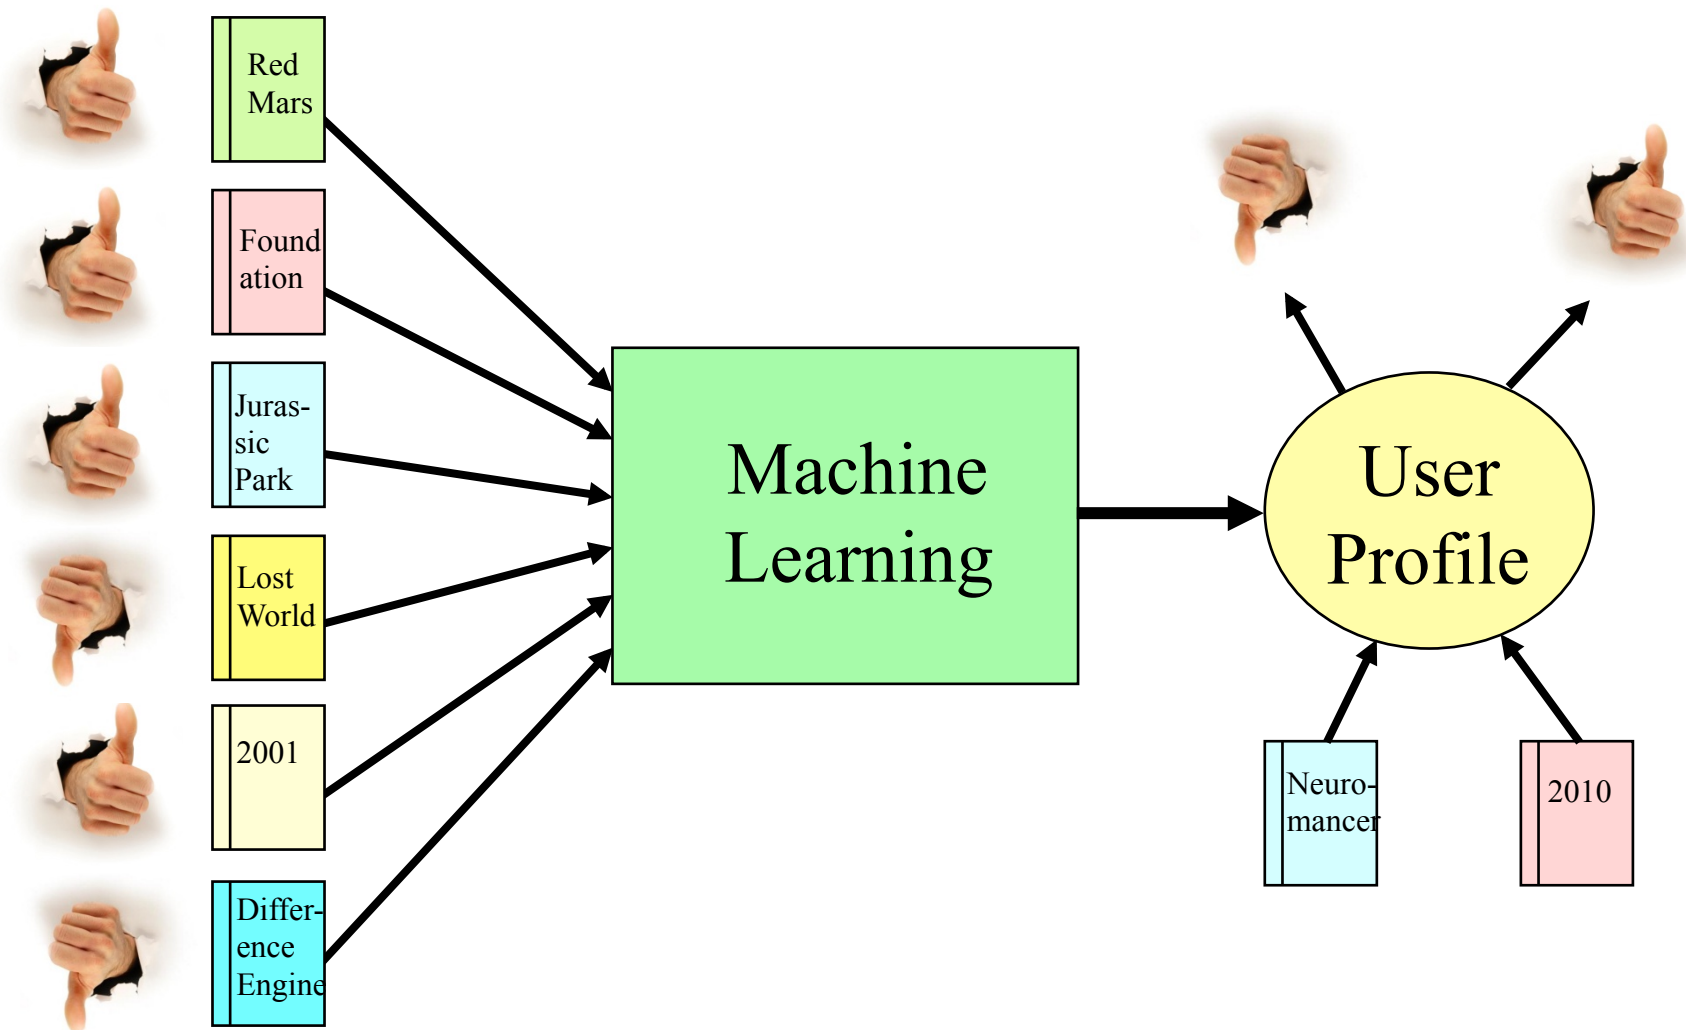 Red
Mars
Found
ation
Juras-
sic
Park
Lost
World
2001
Differ-
ence
Engine
Machine
Learning
User
Profile
Neuro-
mancer
2010